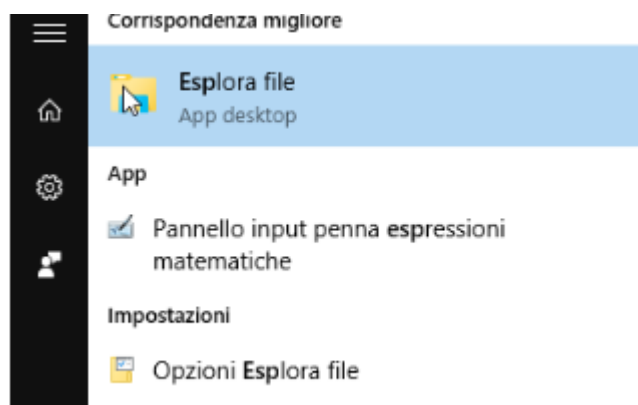 Corrispondenza migliore
Esplora file
App desktop
App
Pannello input penna espressioni
matematiche
Impostazioni
Opzioni Esplora file